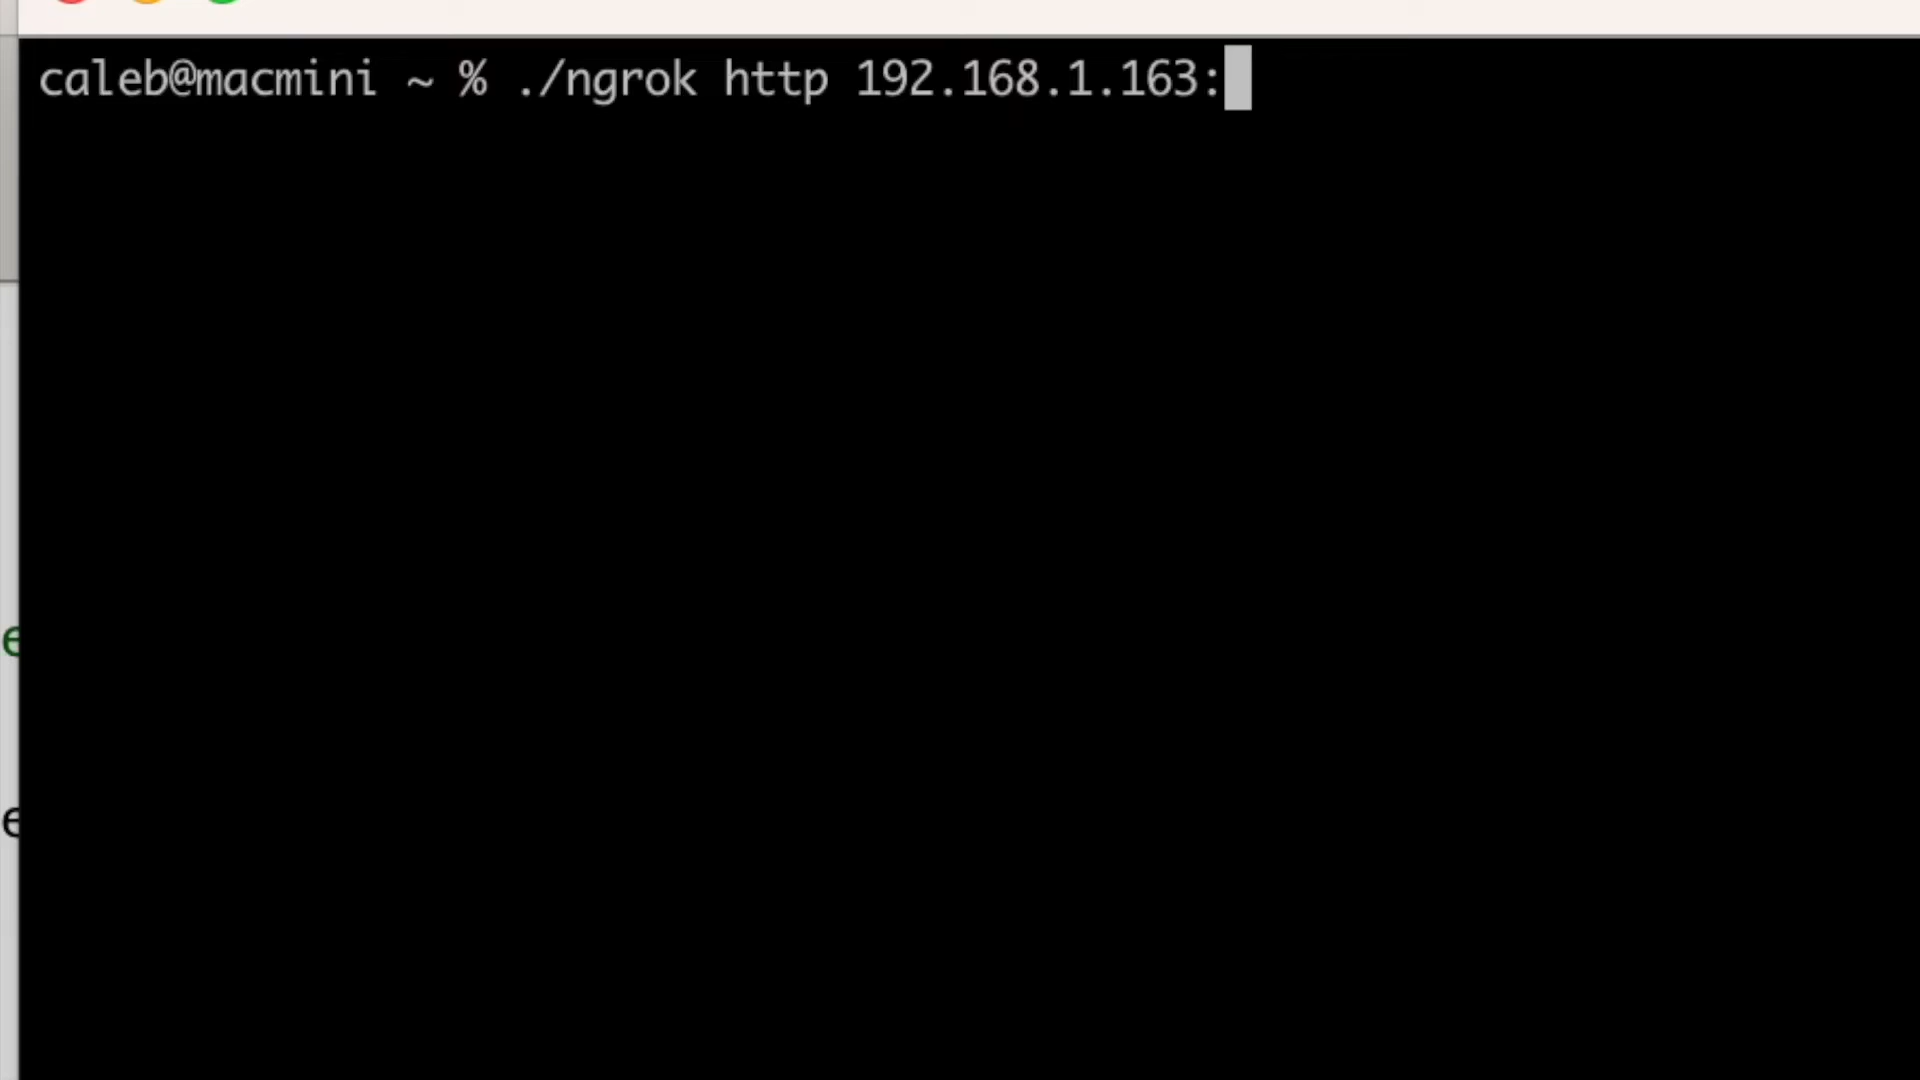 caleb@macmini ~ % ./ngrok http 192.168.1.163:
e
e